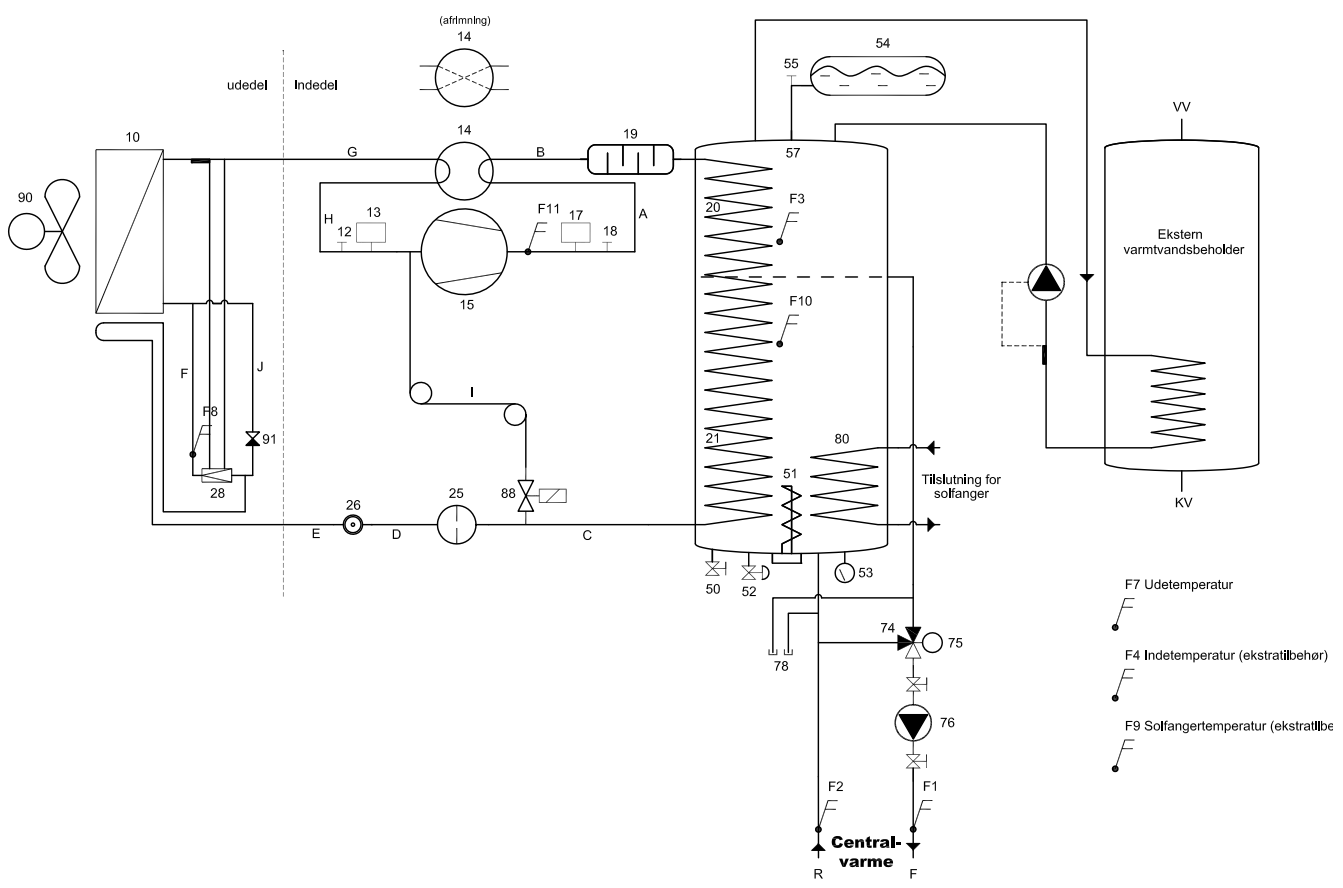 (afrimning)
14
udedel
Indedel
10
90
G
14
B
19
H
12
13
F11
17
18
A
15
55
54
57
20
F3
F10
VV
Ekstern
varmtvandsbeholder
F
F8
J
91
28
I
21
80
51
Tilslutning for
solfanger
KV
26
25
88
E
D
C
50
52
53
74
75
78
76
F2
F1
Central-
varme
R
F
F7 Udetemperatur
F4 Indetemperatur (ekstratilbehør)
F9 Solfangertemperatur (ekstratilbe